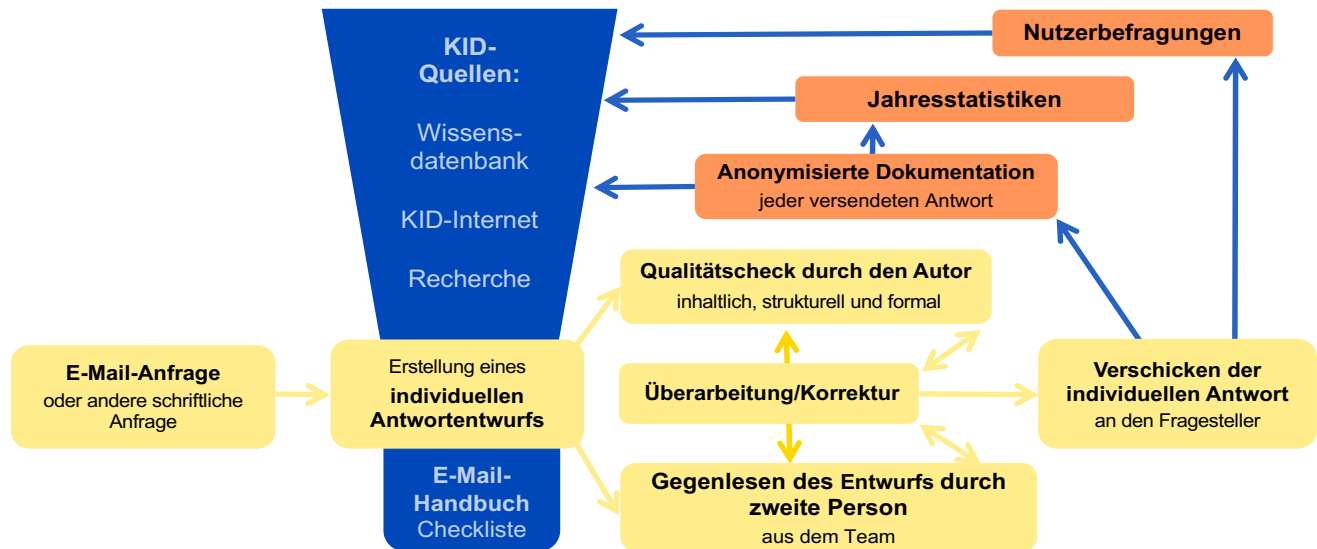 KID-
Quellen:
Wissens-
datenbank
KID-Internet
Recherche
Nutzerbefragungen
Jahresstatistiken
Anonymisierte Dokumentation
jeder versendeten Antwort
Qualitätscheck durch den Autor
inhaltlich, strukturell und formal
E-Mail-Anfrage
oder andere schriftliche
Anfrage
Erstellung eines
individuellen
Antwortentwurfs
Überarbeitung/Korrektur
Verschicken der
individuellen Antwort
an den Fragesteller
E-Mail-
Handbuch
Checkliste
Gegenlesen des Entwurfs durch
zweite Person
aus dem Team